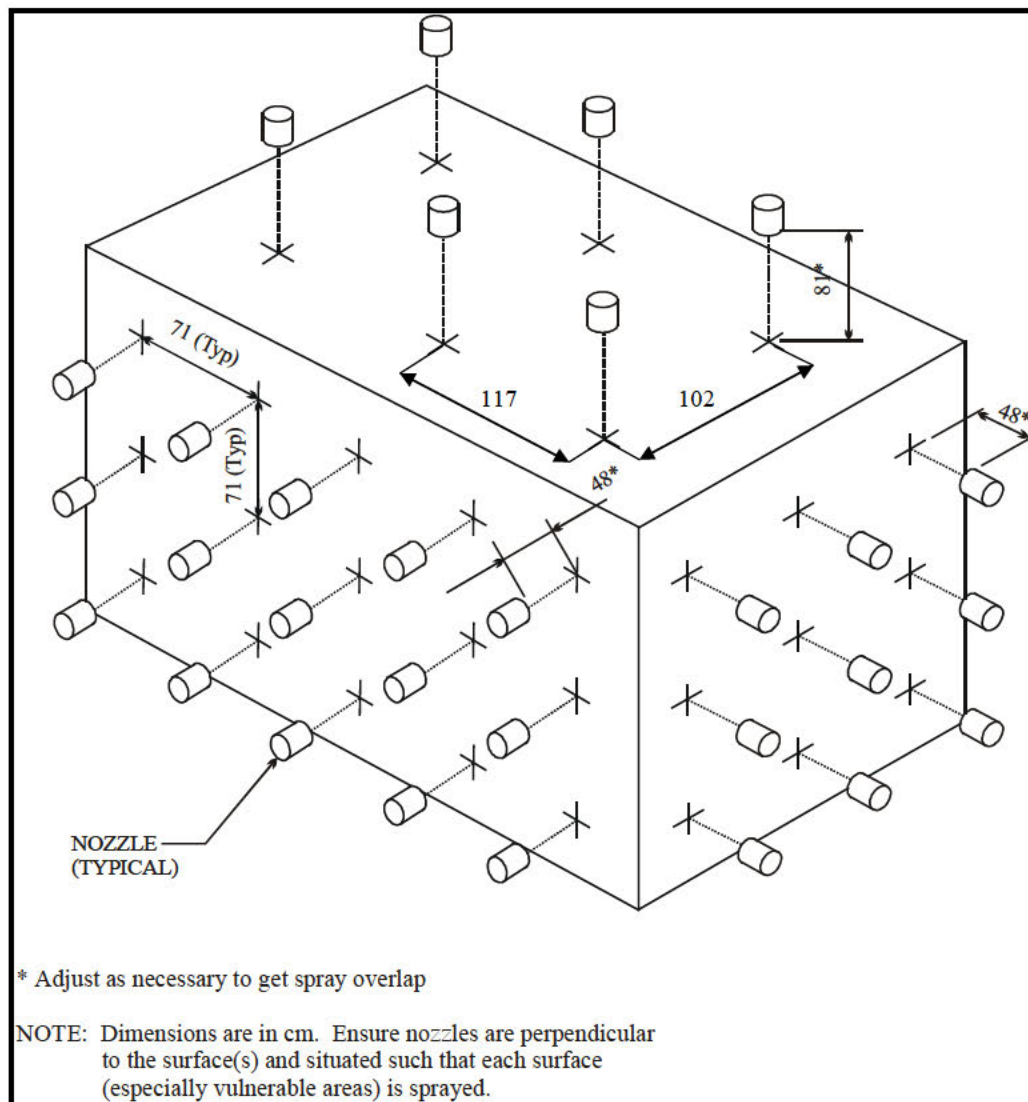 81*
71 (Typ)
117
102
48*
71 (Typ)
48*
NOZZLE
(TYPICAL)
* Adjust as necessary to get spray overlap
NOTE: Dimensions are in cm. Ensure nozzles are perpendicular
to the surface(s) and situated such that each surface
(especially vulnerable areas) is sprayed.